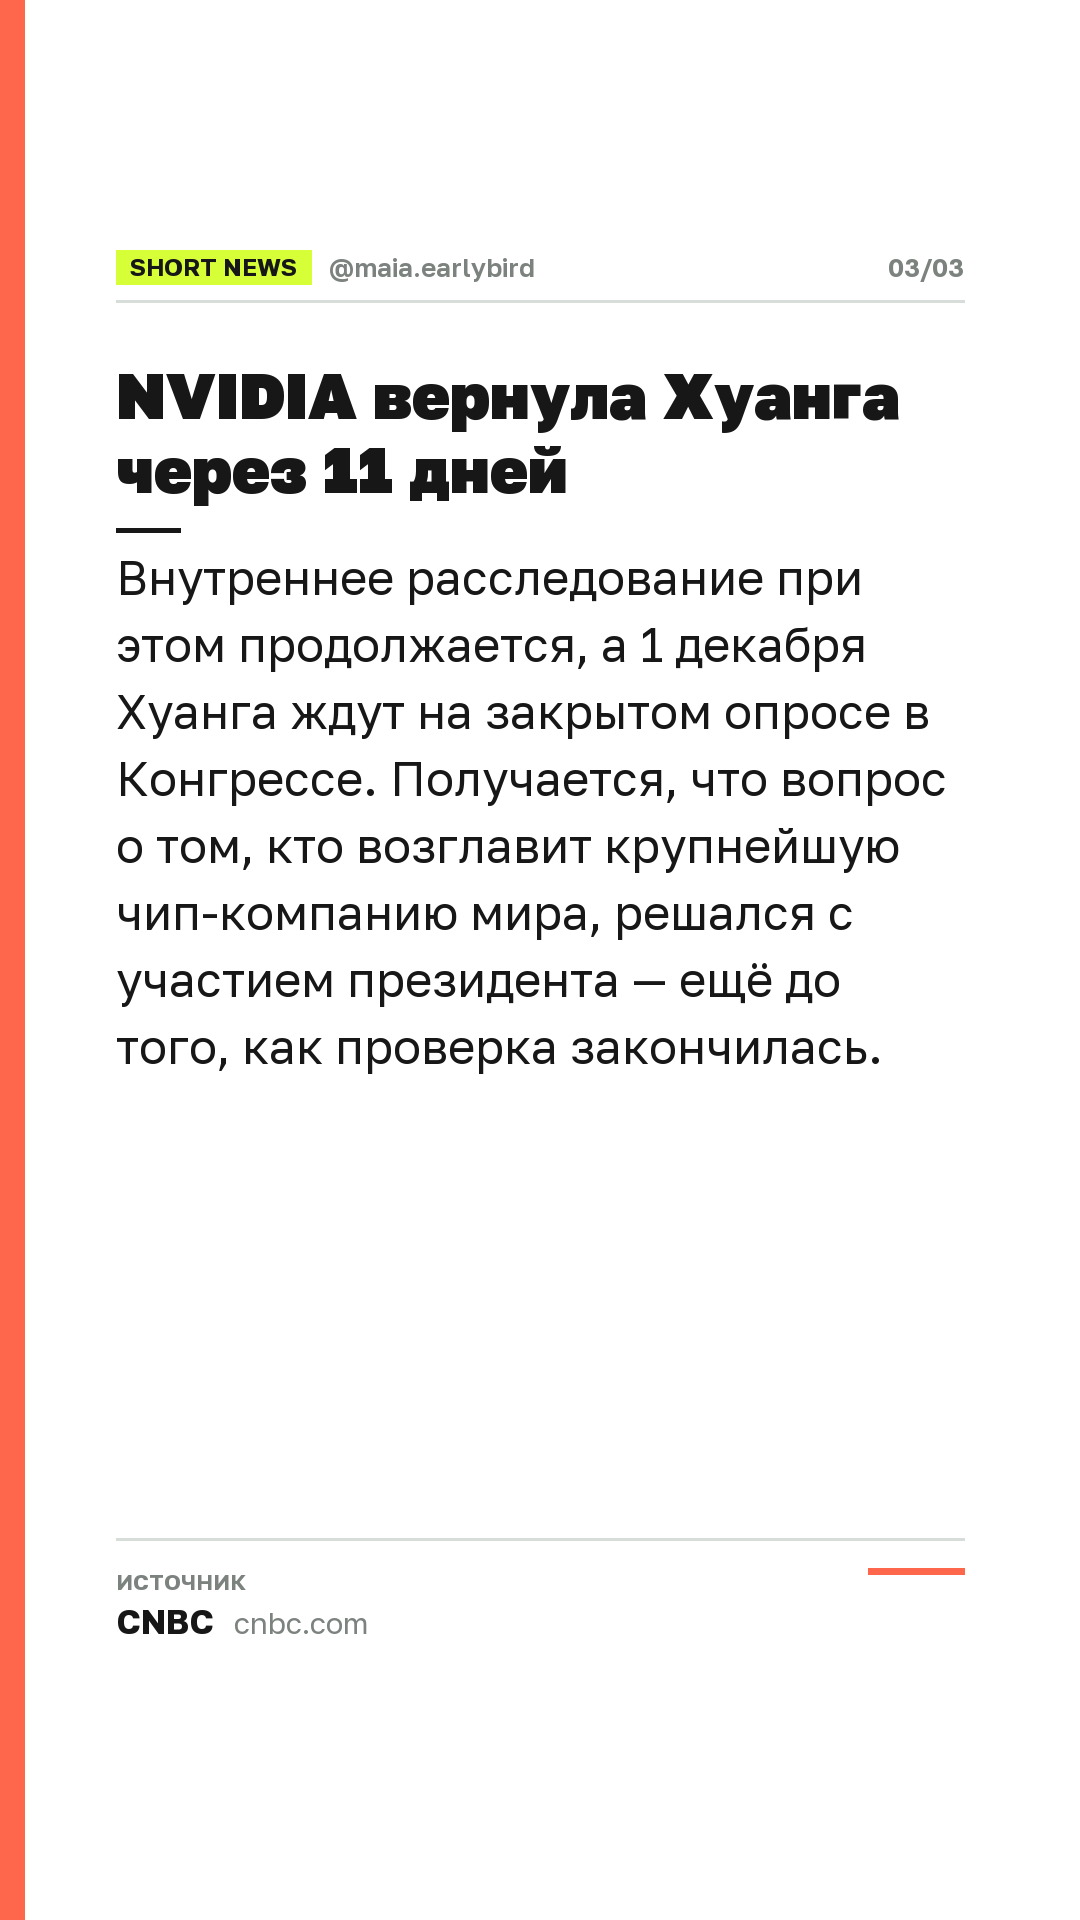 SHORT NEWS @maia.earlybird 03/03
NVIDIA вернула Хуанга
через 11 дней
Внутреннее расследование при
этом продолжается, а 1 декабря
Хуанга ждут на закрытом опросе в
Конгрессе. Получается, что вопрос
о том, кто возглавит крупнейшую
чип-компанию мира, решался с
участием президента — ещё до
того, как проверка закончилась.
источник
CNBC cnbc.com